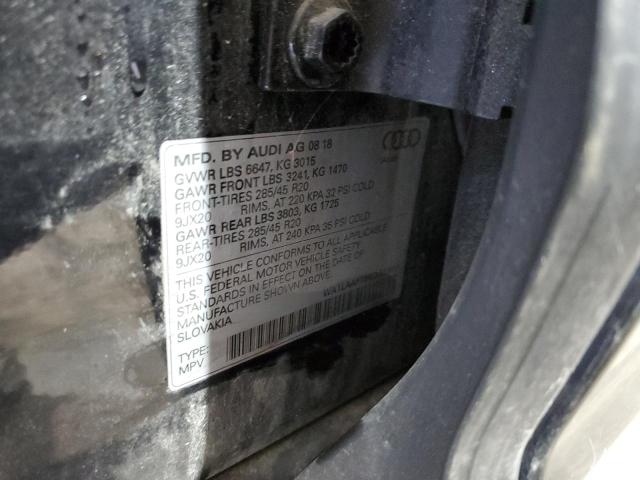 MFD. BY AUDI AG 08 18
GVWR LBS 6647, KG 3015
GAWR FRONT LBS 3241, KG 1470
FRONT-TIRES 285/45 R20
9JX20 RIMS, AT 220 KPA 32 PSI COLD
GAWR REAR LBS 3803, KG 1725
REAR-TIRES 285/45 R20
9JX20 RIMS, AT 240 KPA 35 PSI COLD
THIS VEHICLE CONFORMS TO ALL APPLICABLE
U.S. FEDERAL MOTOR VEHICLE SAFETY
STANDARDS IN EFFECT ON THE DATE OF
MANUFACTURE SHOWN ABOVE.
SLOVAKIA
TYPE:
MPV